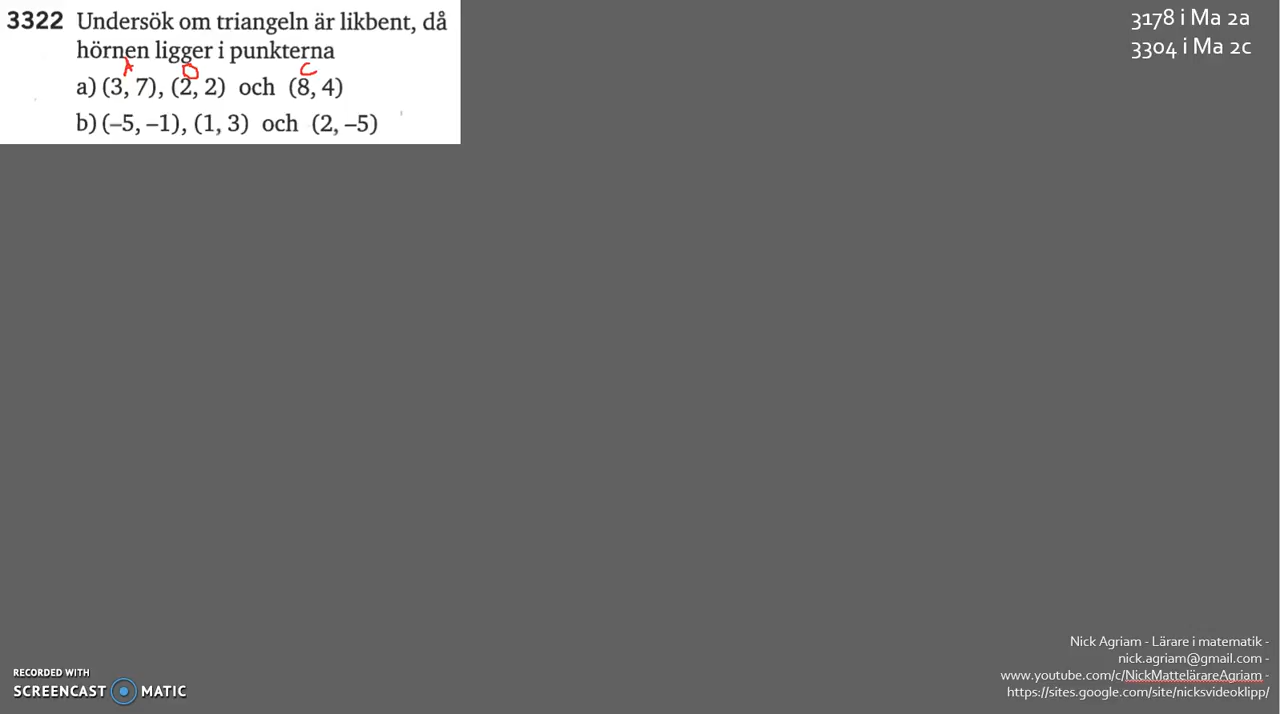 3322 Undersök om triangeln är likbent, då
hörnen ligger i punkterna
A B C
a) (3, 7), (2, 2) och (8, 4)
b) (–5, –1), (1, 3) och (2, –5)
3178 i Ma 2a
3304 i Ma 2c
Nick Agriam - Lärare i matematik -
nick.agriam@gmail.com -
www.youtube.com/c/NickMattelärareAgriam -
https://sites.google.com/site/nicksvideoklipp/
RECORDED WITH
SCREENCAST MATIC